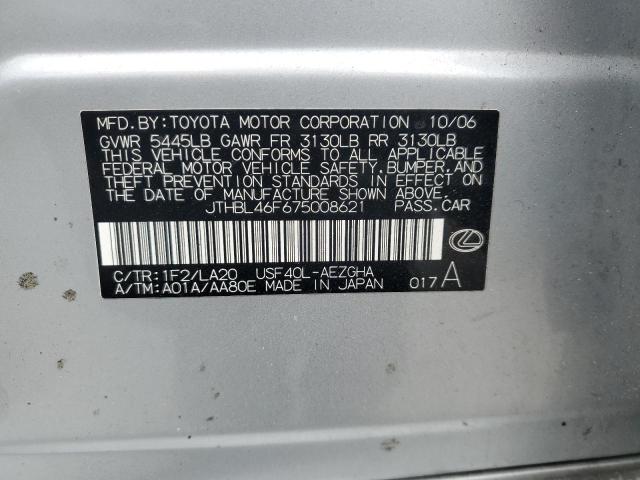 MFD. BY: TOYOTA MOTOR CORPORATION 10/06
GVWR 5445LB GAWR FR 3130LB RR 3130LB
THIS VEHICLE CONFORMS TO ALL APPLICABLE
FEDERAL MOTOR VEHICLE SAFETY, BUMPER, AND
THEFT PREVENTION STANDARDS IN EFFECT ON
THE DATE OF MANUFACTURE SHOWN ABOVE.
JTHBL46F675008621 PASS. CAR
C/TR: 1F2/LA20 USF40L-AEZGHA
A/TM: A01A/AA80E MADE IN JAPAN 017 A